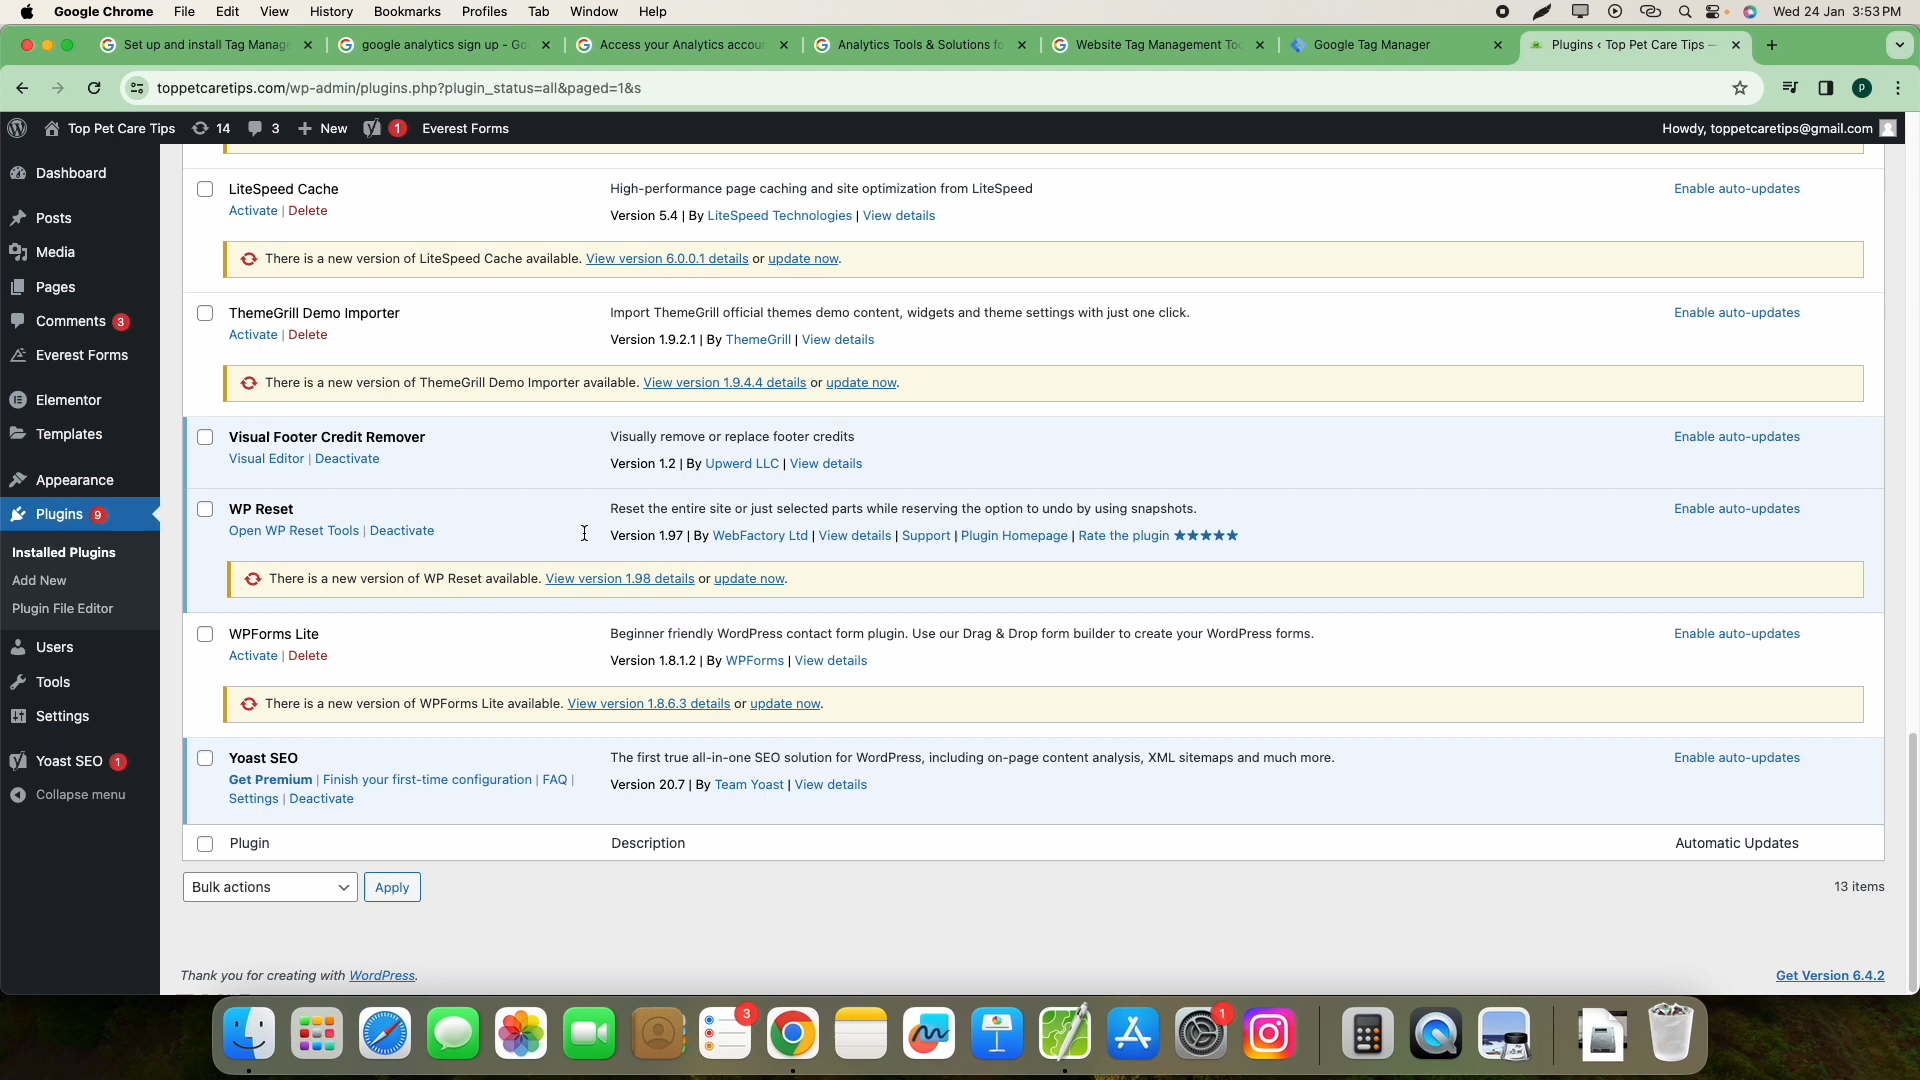 Google Chrome File Edit View History Bookmarks Profiles Tab Window Help Wed 24 Jan 3:53 PM
Set up and install Tag Manage google analytics sign up - Go Access your Analytics accou Analytics Tools & Solutions fo Website Tag Management Too Google Tag Manager Plugins ‹ Top Pet Care Tips —
toppetcaretips.com/wp-admin/plugins.php?plugin_status=all&paged=1&s P
Top Pet Care Tips 14 3 + New 1 Everest Forms Howdy, toppetcaretips@gmail.com
Dashboard
Posts
Media
Pages
Comments 3
Everest Forms
Elementor
Templates
Appearance
Plugins 9
Installed Plugins
Add New
Plugin File Editor
Users
Tools
Settings
Yoast SEO 1
Collapse menu
LiteSpeed Cache High-performance page caching and site optimization from LiteSpeed Enable auto-updates
Activate | Delete Version 5.4 | By LiteSpeed Technologies | View details
There is a new version of LiteSpeed Cache available. View version 6.0.0.1 details or update now.
ThemeGrill Demo Importer Import ThemeGrill official themes demo content, widgets and theme settings with just one click. Enable auto-updates
Activate | Delete Version 1.9.2.1 | By ThemeGrill | View details
There is a new version of ThemeGrill Demo Importer available. View version 1.9.4.4 details or update now.
Visual Footer Credit Remover Visually remove or replace footer credits Enable auto-updates
Visual Editor | Deactivate Version 1.2 | By Upwerd LLC | View details
WP Reset Reset the entire site or just selected parts while reserving the option to undo by using snapshots. Enable auto-updates
Open WP Reset Tools | Deactivate Version 1.97 | By WebFactory Ltd | View details | Support | Plugin Homepage | Rate the plugin ★★★★★
There is a new version of WP Reset available. View version 1.98 details or update now.
WPForms Lite Beginner friendly WordPress contact form plugin. Use our Drag & Drop form builder to create your WordPress forms. Enable auto-updates
Activate | Delete Version 1.8.1.2 | By WPForms | View details
There is a new version of WPForms Lite available. View version 1.8.6.3 details or update now.
Yoast SEO The first true all-in-one SEO solution for WordPress, including on-page content analysis, XML sitemaps and much more. Enable auto-updates
Get Premium | Finish your first-time configuration | FAQ | Version 20.7 | By Team Yoast | View details
Settings | Deactivate
Plugin Description Automatic Updates
Bulk actions Apply 13 items
Thank you for creating with WordPress. Get Version 6.4.2
3 1